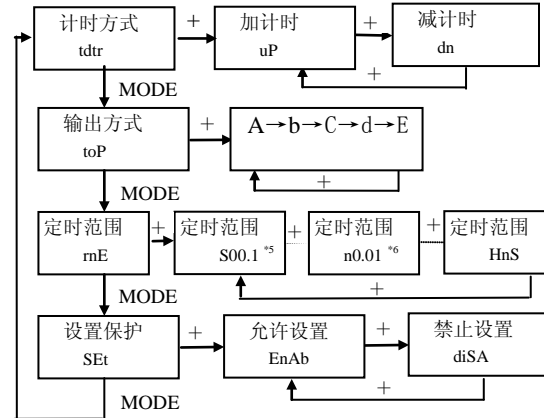 计时方式 + 加计时 + 减计时
tdtr uP dn
+
MODE
输出方式 + A→b→C→d→E
toP
+
MODE
定时范围 + 定时范围 + 定时范围 + 定时范围
rnE S00.1 *5 n0.01 *6 HnS
+
MODE
设置保护 + 允许设置 + 禁止设置
SEt EnAb diSA
+
MODE